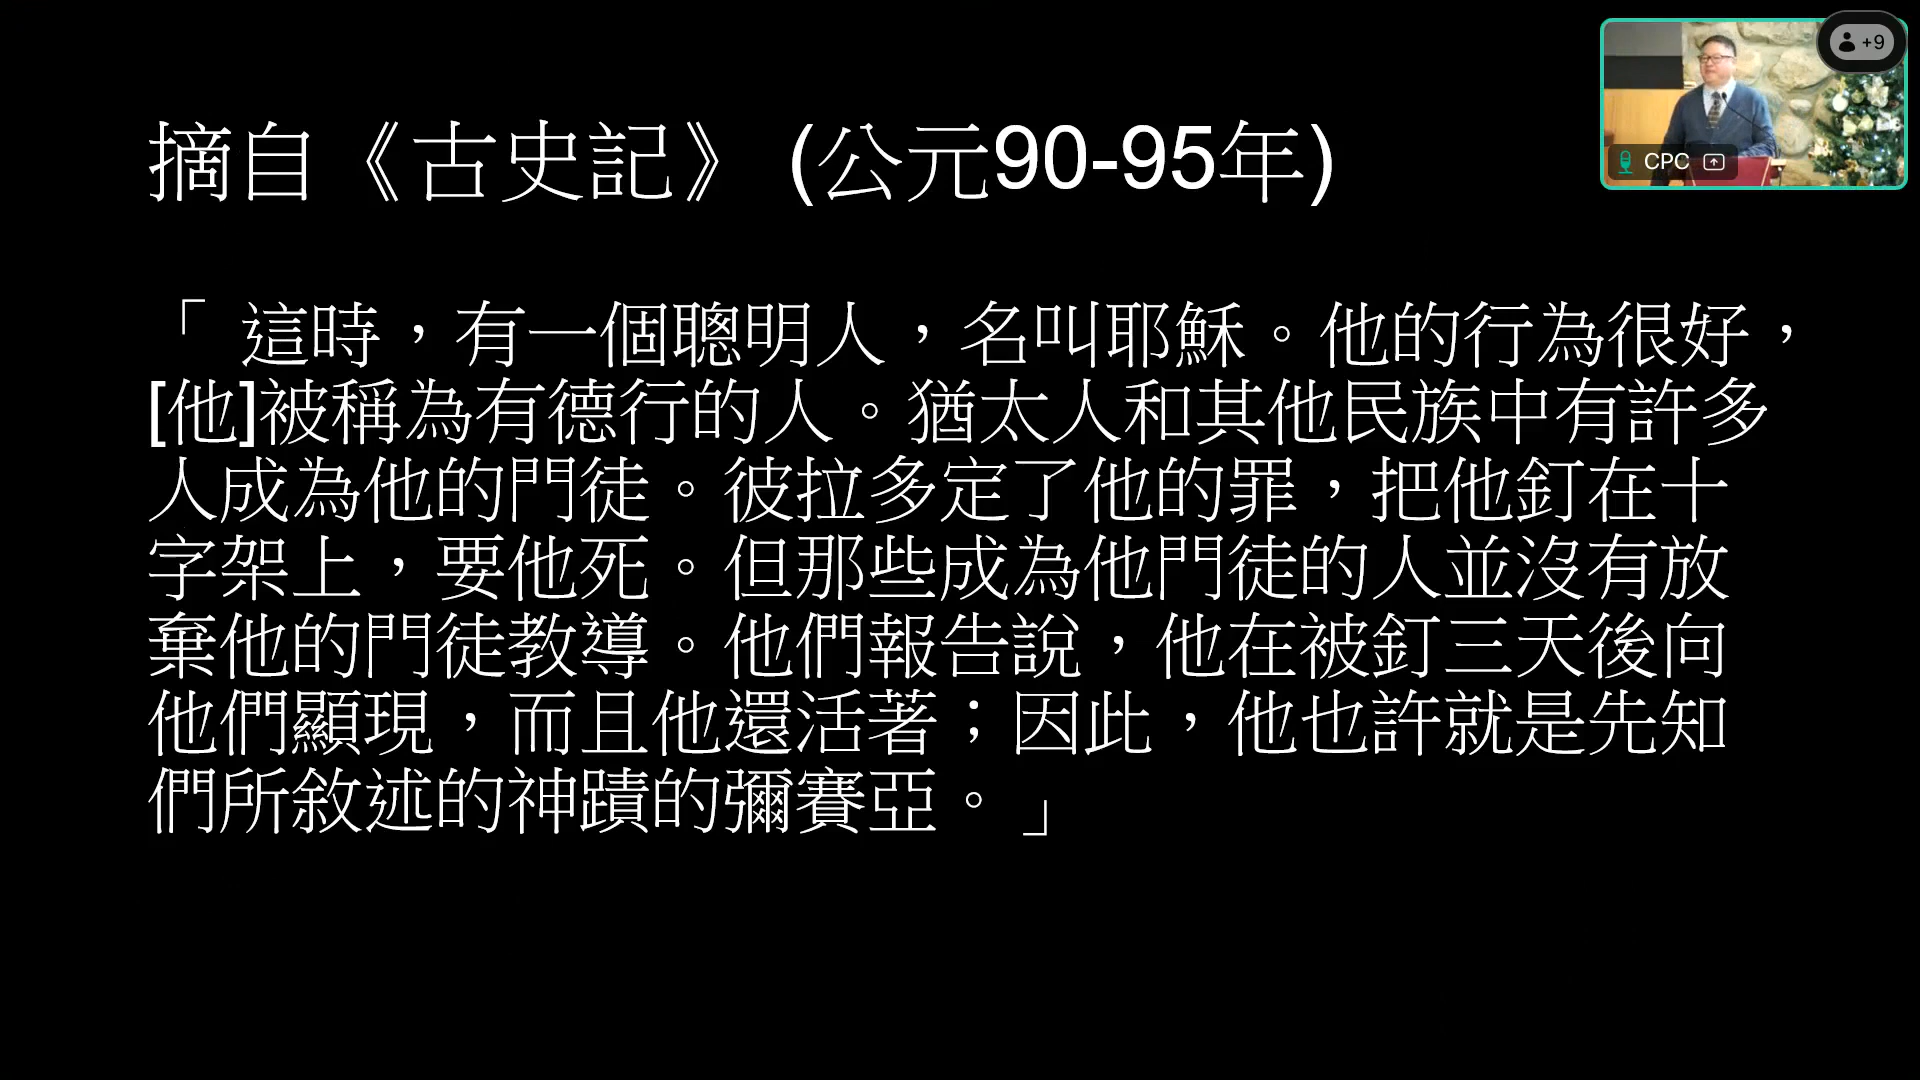 摘自《古史記》 (公元90-95年)
+9
CPC
「 這時，有一個聰明人，名叫耶穌。他的行為很好，
[他]被稱為有德行的人。猶太人和其他民族中有許多
人成為他的門徒。彼拉多定了他的罪，把他釘在十
字架上，要他死。但那些成為他門徒的人並沒有放
棄他的門徒教導。他們報告說，他在被釘三天後向
他們顯現，而且他還活著；因此，他也許就是先知
們所敘述的神蹟的彌賽亞。」